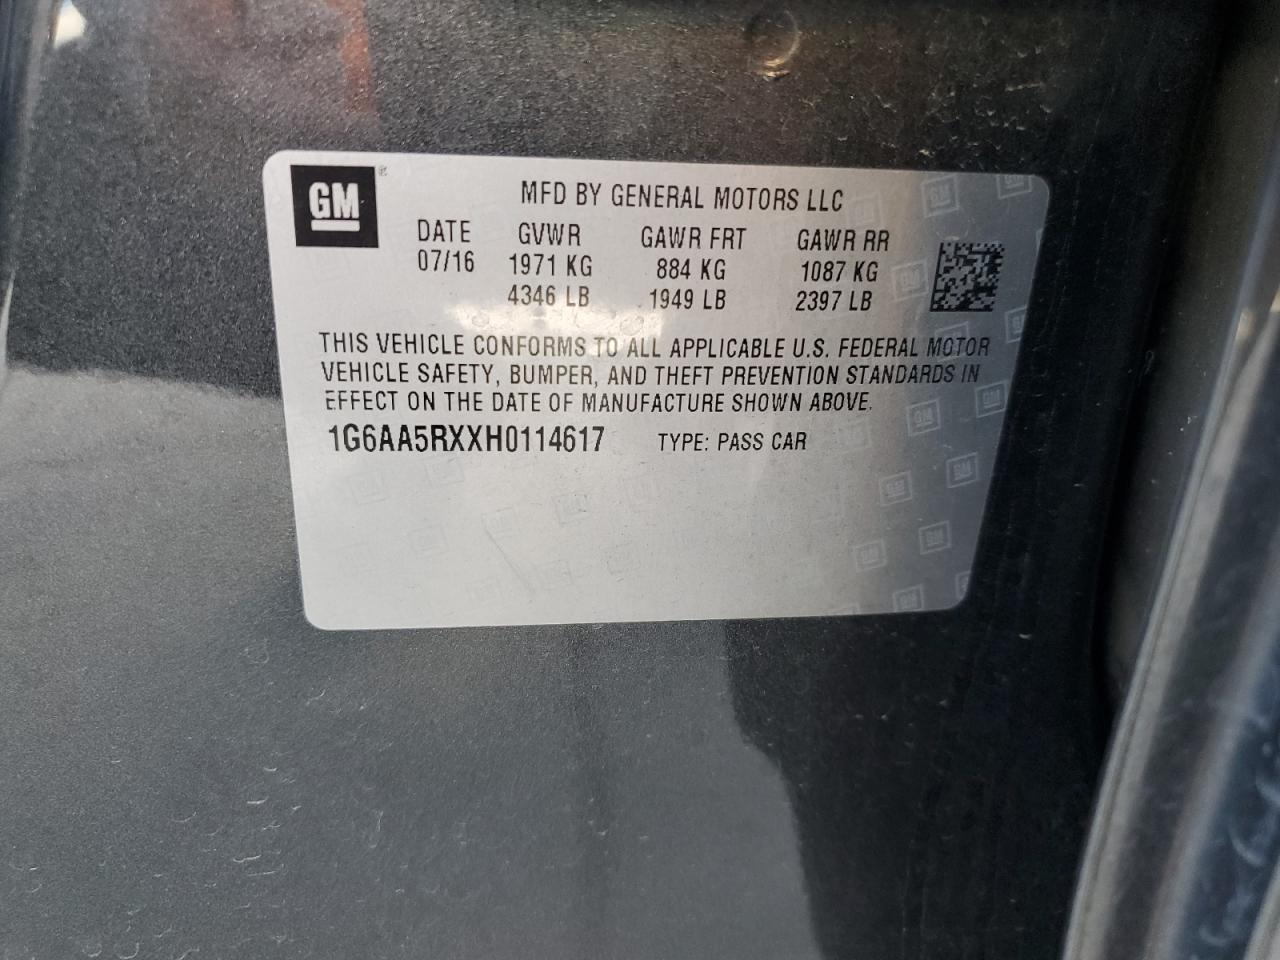 GM
MFD BY GENERAL MOTORS LLC
DATE GVWR GAWR FRT GAWR RR
07/16 1971 KG 884 KG 1087 KG
4346 LB 1949 LB 2397 LB
THIS VEHICLE CONFORMS TO ALL APPLICABLE U.S. FEDERAL MOTOR
VEHICLE SAFETY, BUMPER, AND THEFT PREVENTION STANDARDS IN
EFFECT ON THE DATE OF MANUFACTURE SHOWN ABOVE.
1G6AA5RXXH0114617 TYPE: PASS CAR